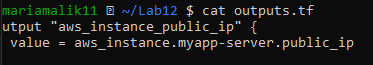 mariamalik11 ~/Lab12 $ cat outputs.tf
utput "aws_instance_public_ip" {
value = aws_instance.myapp-server.public_ip